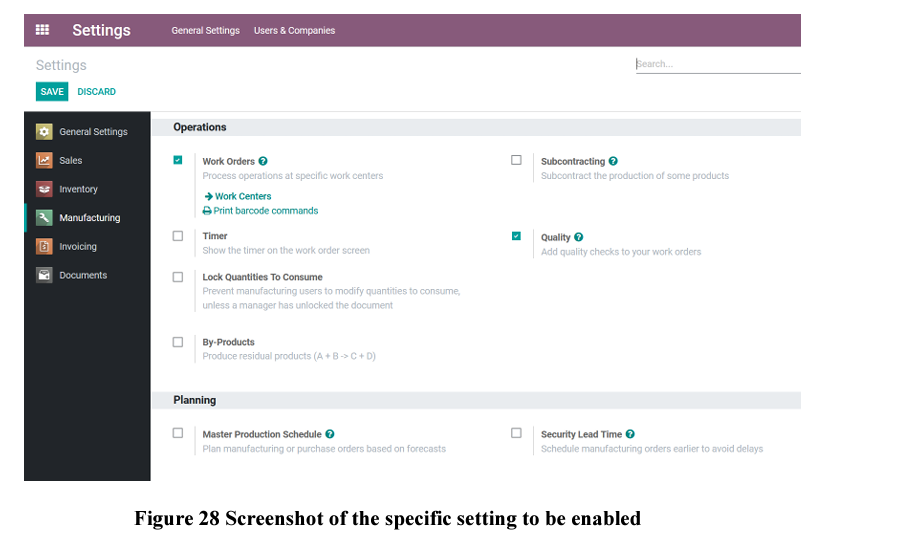 Settings General Settings Users & Companies
Settings
Search...
SAVE DISCARD
General Settings
Sales
Inventory
Manufacturing
Invoicing
Documents
Operations
Work Orders ?
Process operations at specific work centers
Work Centers
Print barcode commands
Subcontracting ?
Subcontract the production of some products
Timer
Show the timer on the work order screen
Quality ?
Add quality checks to your work orders
Lock Quantities To Consume
Prevent manufacturing users to modify quantities to consume,
unless a manager has unlocked the document
By-Products
Produce residual products (A + B -> C + D)
Planning
Master Production Schedule ?
Plan manufacturing or purchase orders based on forecasts
Security Lead Time ?
Schedule manufacturing orders earlier to avoid delays
Figure 28 Screenshot of the specific setting to be enabled